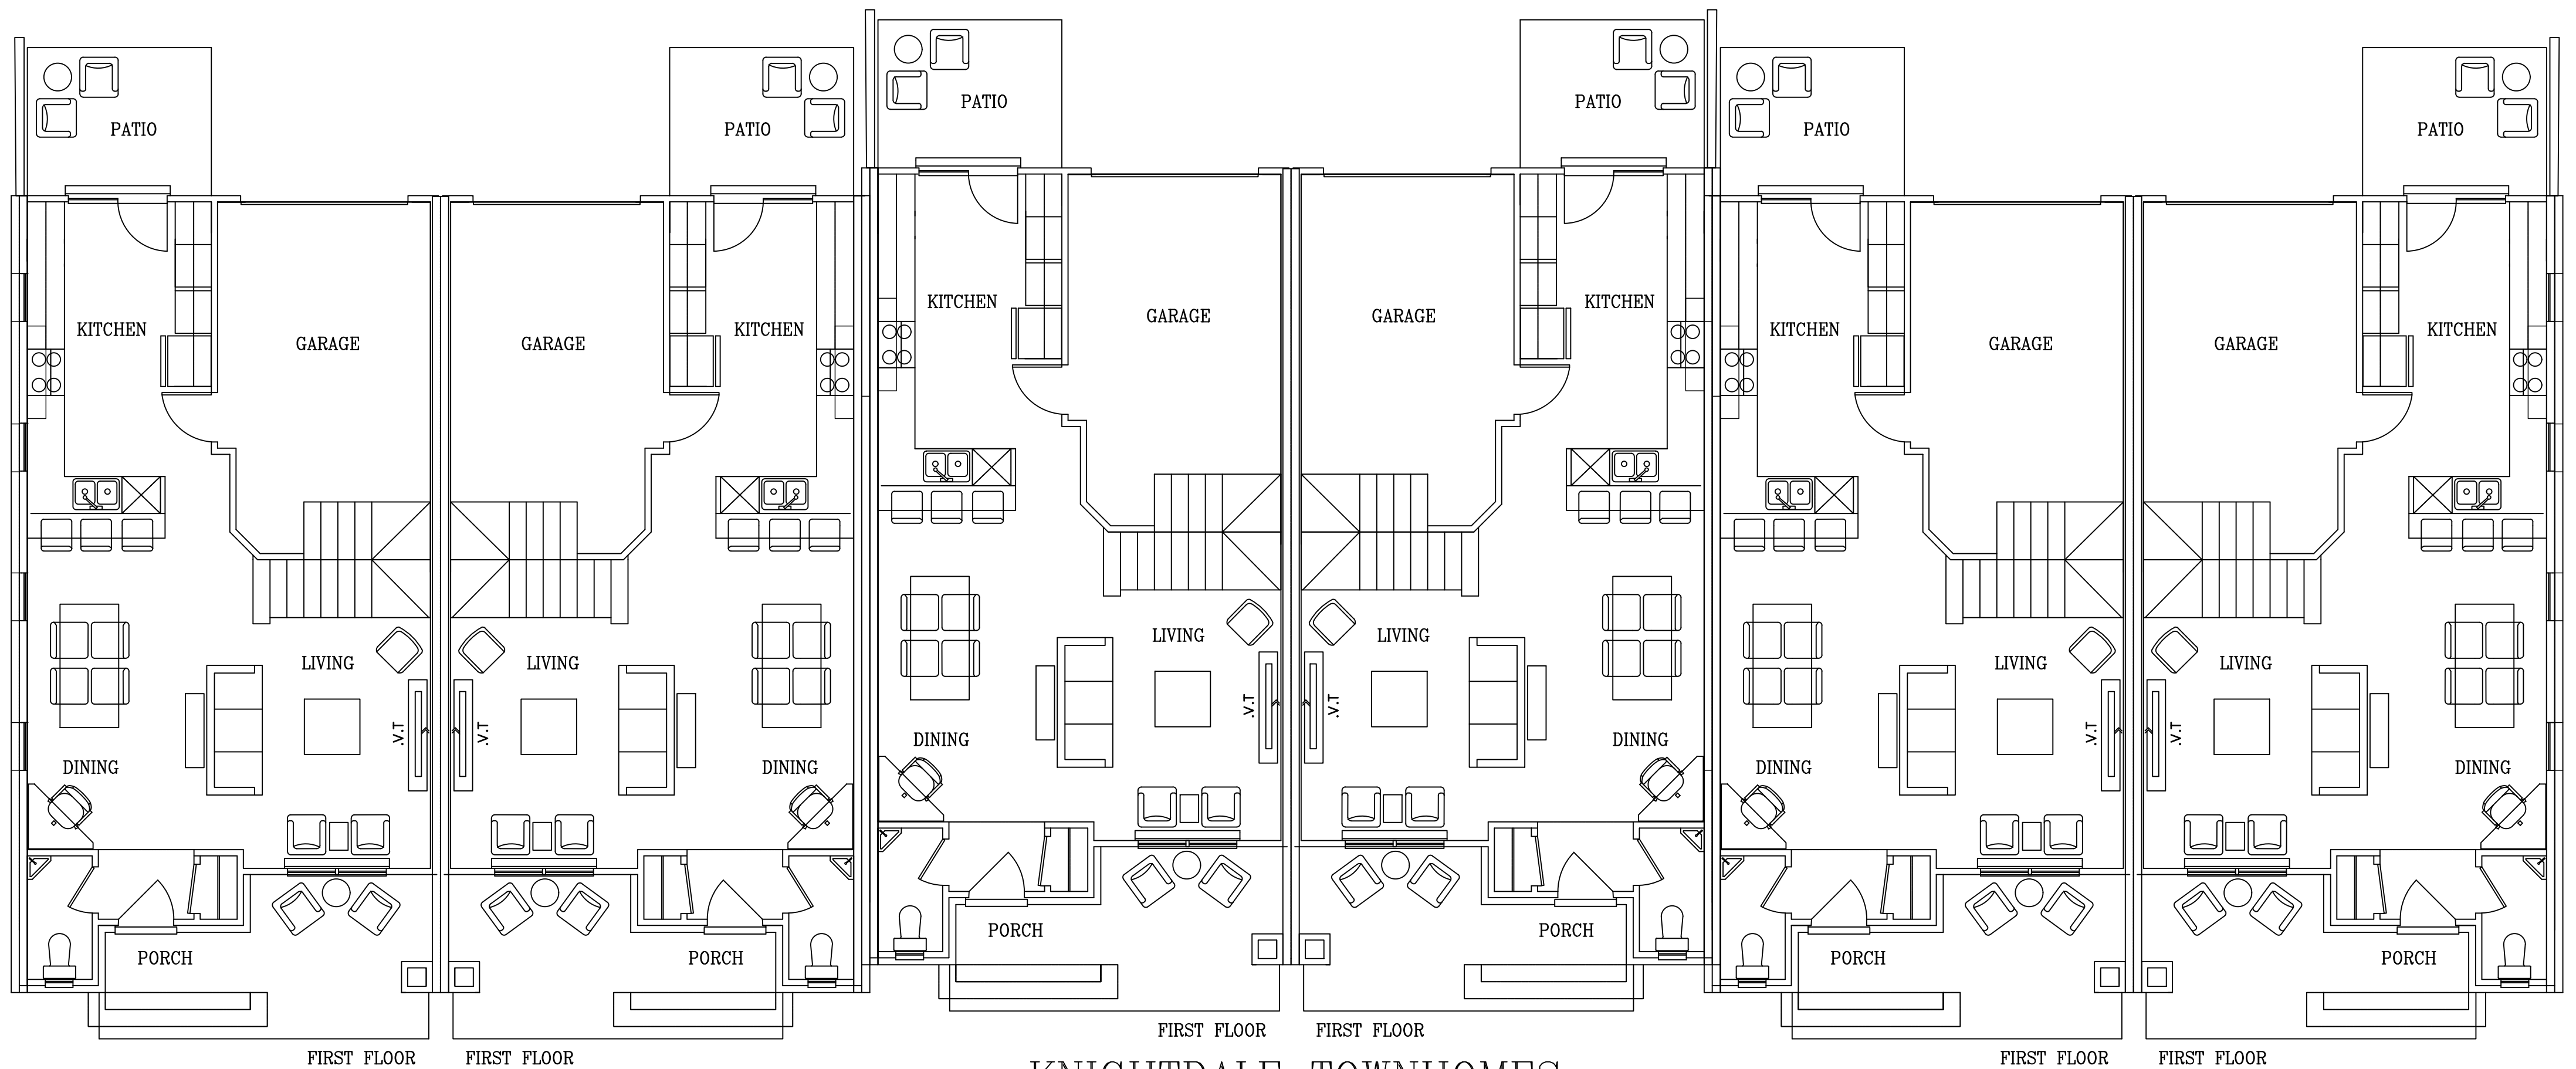 PATIO
PATIO
PATIO
PATIO
PATIO
PATIO
KITCHEN
GARAGE
GARAGE
KITCHEN
KITCHEN
GARAGE
GARAGE
KITCHEN
KITCHEN
GARAGE
GARAGE
KITCHEN
LIVING
LIVING
LIVING
LIVING
LIVING
LIVING
.V.T
.V.T
.V.T
.V.T
.V.T
.V.T
DINING
DINING
DINING
DINING
DINING
DINING
PORCH
PORCH
PORCH
PORCH
PORCH
PORCH
FIRST FLOOR
FIRST FLOOR
FIRST FLOOR
FIRST FLOOR
FIRST FLOOR
FIRST FLOOR
KNIGHTDALE TOWNHOMES